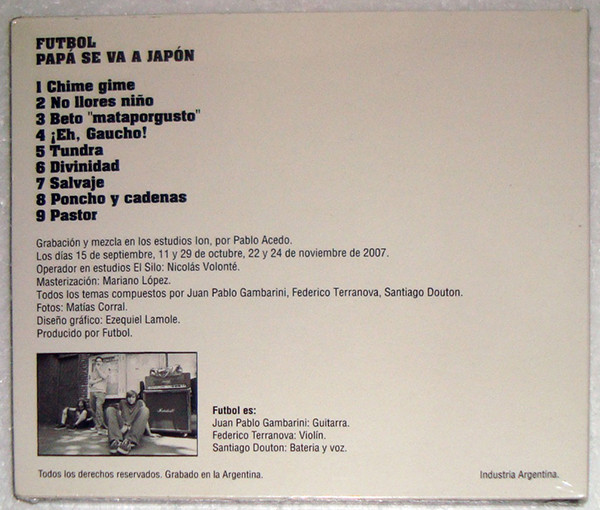 FUTBOL
PAPÁ SE VA A JAPÓN
1 Chime gime
2 No llores niño
3 Beto "mataporgusto"
4 ¡Eh, Gaucho!
5 Tundra
6 Divinidad
7 Salvaje
8 Poncho y cadenas
9 Pastor
Grabación y mezcla en los estudios Ion, por Pablo Acedo.
Los días 15 de septiembre, 11 y 29 de octubre, 22 y 24 de noviembre de 2007.
Operador en estudios El Silo: Nicolás Volonté.
Masterización: Mariano López.
Todos los temas compuestos por Juan Pablo Gambarini, Federico Terranova, Santiago Douton.
Fotos: Matías Corral.
Diseño gráfico: Ezequiel Lamole.
Producido por Futbol.
Marshall
Futbol es:
Juan Pablo Gambarini: Guitarra.
Federico Terranova: Violín.
Santiago Douton: Bateria y voz.
Todos los derechos reservados. Grabado en la Argentina.
Industria Argentina.